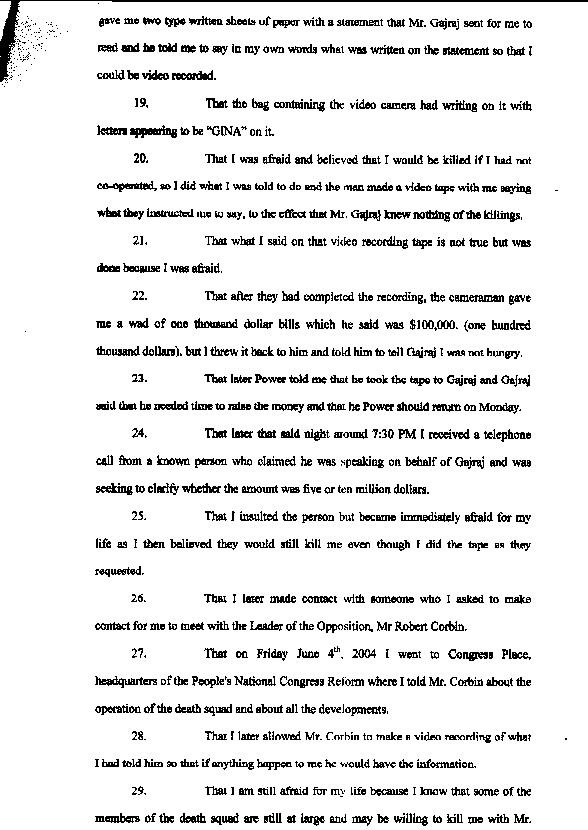 gave me two type written sheets of paper with a statement that Mr. Gajraj sent for me to
read and he told me to say in my own words what was written on the statement so that I
could be video recorded.
19. That the bag containing the video camera had writing on it with
letters appearing to be "GINA" on it.
20. That I was afraid and believed that I would be killed if I had not
co-operated, so I did what I was told to do and the man made a video tape with me saying
what they instructed me to say, to the effect that Mr. Gajraj knew nothing of the killings.
21. That what I said on that video recording tape is not true but was
done because I was afraid.
22. That after they had completed the recording, the cameraman gave
me a wad of one thousand dollar bills which he said was $100,000. (one hundred
thousand dollars), but I threw it back to him and told him to tell Gajraj I was not hungry.
23. That later Power told me that he took the tape to Gajraj and Gajraj
said that he needed time to raise the money and that he Power should return on Monday.
24. That later that said night around 7:30 PM I received a telephone
call from a known person who claimed he was speaking on behalf of Gajraj and was
seeking to clarify whether the amount was five or ten million dollars.
25. That I insulted the person but became immediately afraid for my
life as I then believed they would still kill me even though I did the tape as they
requested.
26. That I later made contact with someone who I asked to make
contact for me to meet with the Leader of the Opposition, Mr Robert Corbin.
27. That on Friday June 4th, 2004 I went to Congress Place,
headquarters of the People's National Congress Reform where I told Mr. Corbin about the
operation of the death squad and about all the developments.
28. That I later allowed Mr. Corbin to make a video recording of what
I had told him so that if anything happen to me he would have the information.
29. That I am still afraid for my life because I know that some of the
members of the death squad are still at large and may be willing to kill me with Mr.